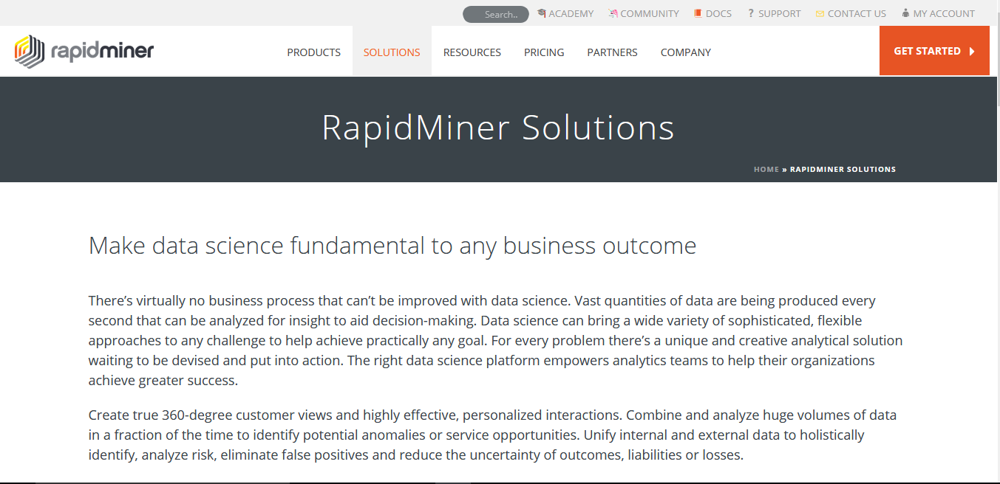 Search..
ACADEMY
COMMUNITY
DOCS
? SUPPORT
CONTACT US
MY ACCOUNT
rapidminer
PRODUCTS
SOLUTIONS
RESOURCES
PRICING
PARTNERS
COMPANY
GET STARTED
RapidMiner Solutions
HOME » RAPIDMINER SOLUTIONS
Make data science fundamental to any business outcome
There’s virtually no business process that can’t be improved with data science. Vast quantities of data are being produced every
second that can be analyzed for insight to aid decision-making. Data science can bring a wide variety of sophisticated, flexible
approaches to any challenge to help achieve practically any goal. For every problem there’s a unique and creative analytical solution
waiting to be devised and put into action. The right data science platform empowers analytics teams to help their organizations
achieve greater success.
Create true 360-degree customer views and highly effective, personalized interactions. Combine and analyze huge volumes of data
in a fraction of the time to identify potential anomalies or service opportunities. Unify internal and external data to holistically
identify, analyze risk, eliminate false positives and reduce the uncertainty of outcomes, liabilities or losses.